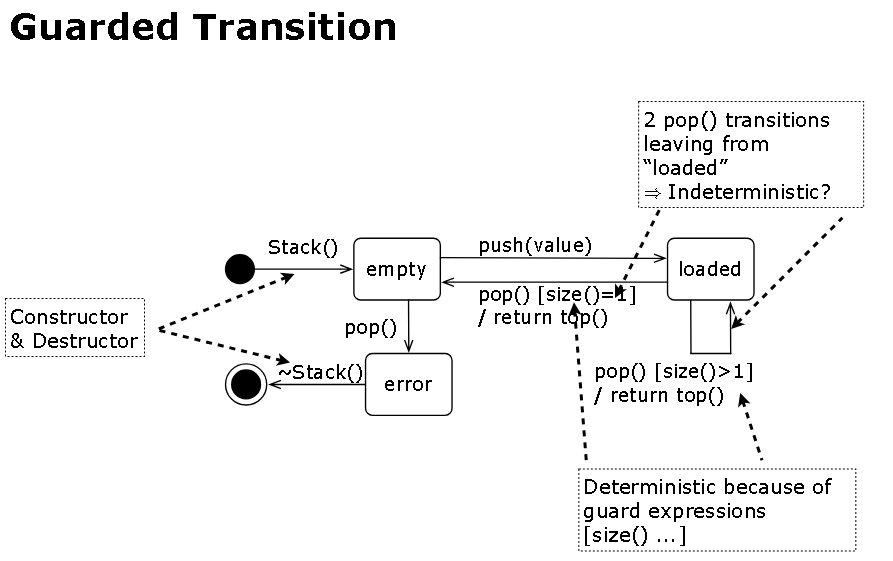 Guarded Transition
2 pop() transitions
leaving from
“loaded”
⇒ Indeterministic?
Stack()
empty
push(value)
loaded
pop() [size()=1]
/ return top()
Constructor
& Destructor
pop()
~Stack()
error
pop() [size()>1]
/ return top()
Deterministic because of
guard expressions
[size() ...]